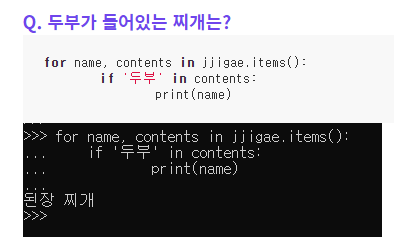 Q. 두부가 들어있는 찌개는?
for name, contents in jjigae.items():
if '두부' in contents:
print(name)
...
>>> for name, contents in jjigae.items():
...     if '두부' in contents:
...             print(name)
...
된장 찌개
>>>